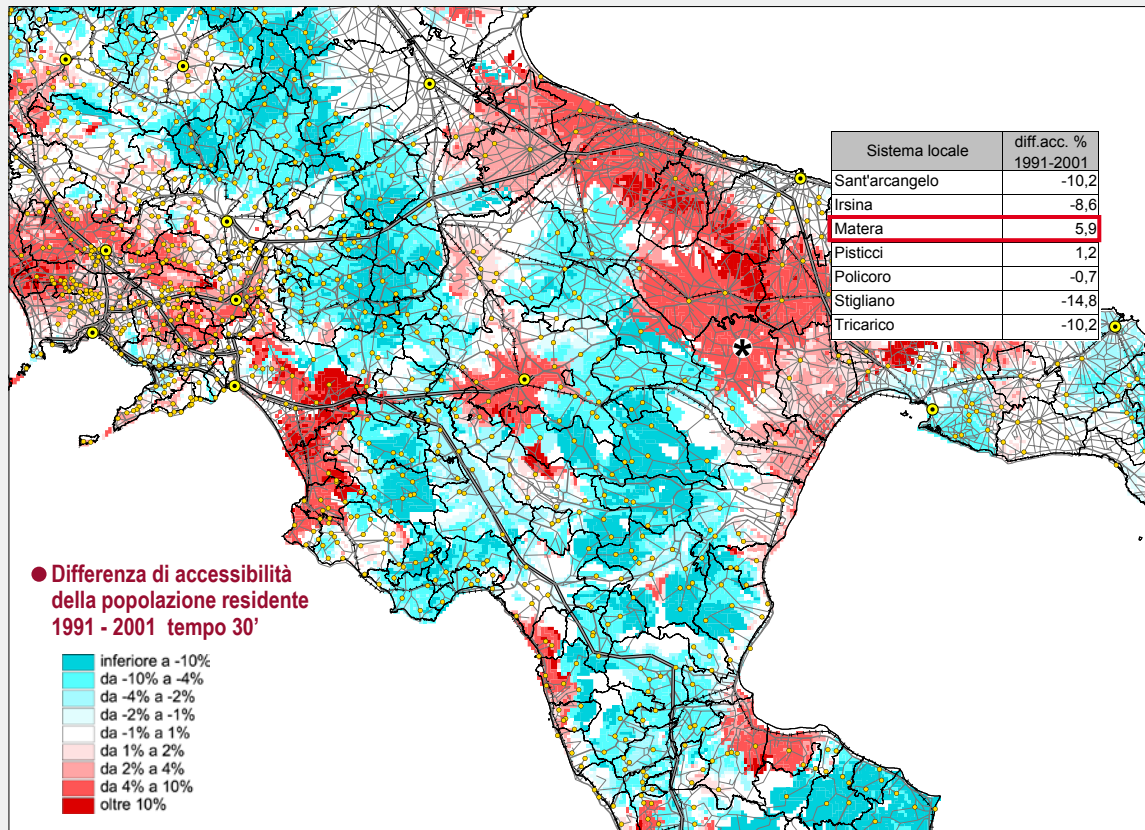 Sistema locale diff.acc. % 1991-2001
Sant'arcangelo -10,2
Irsina -8,6
Matera 5,9
Pisticci 1,2
Policoro -0,7
Stigliano -14,8
Tricarico -10,2
*
Differenza di accessibilità
della popolazione residente
1991 - 2001 tempo 30'
inferiore a -10%
da -10% a -4%
da -4% a -2%
da -2% a -1%
da -1% a 1%
da 1% a 2%
da 2% a 4%
da 4% a 10%
oltre 10%